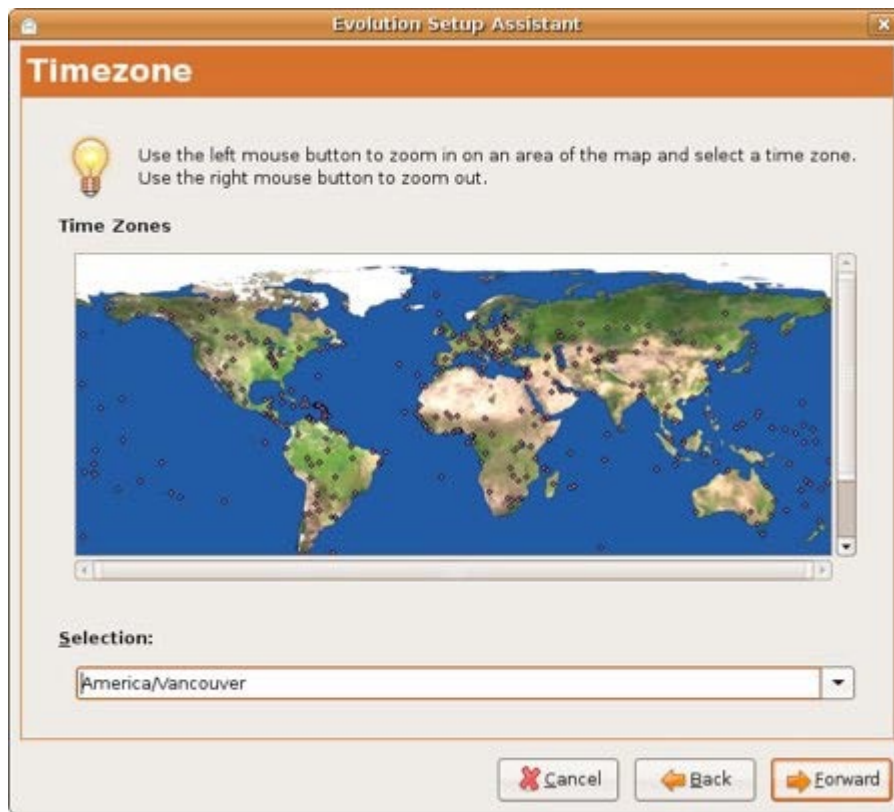 Evolution Setup Assistant
Timezone
Use the left mouse button to zoom in on an area of the map and select a time zone.
Use the right mouse button to zoom out.
Time Zones
Selection:
America/Vancouver
Cancel
Back
Forward